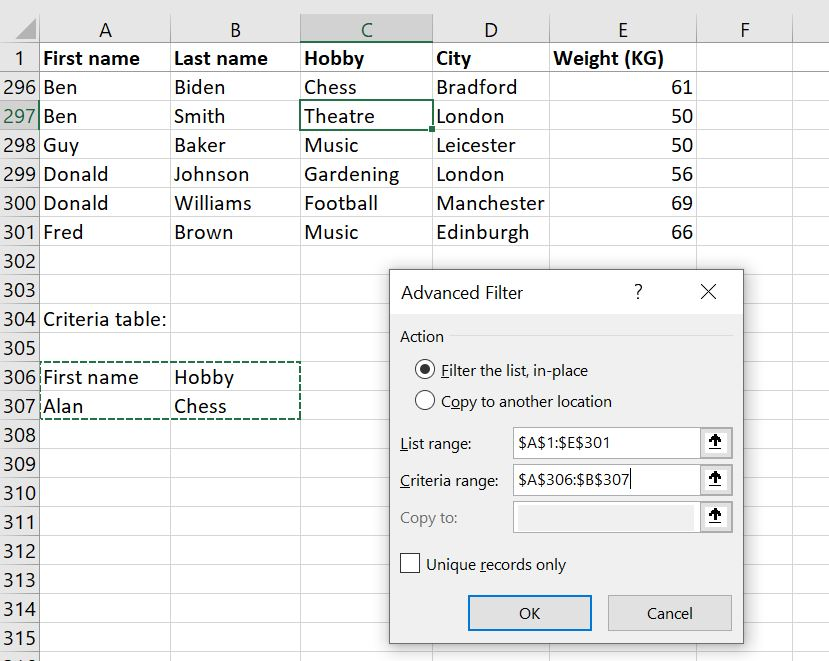 A B C D E F
1 First name Last name Hobby City Weight (KG)
296 Ben Biden Chess Bradford 61
297 Ben Smith Theatre London 50
298 Guy Baker Music Leicester 50
299 Donald Johnson Gardening London 56
300 Donald Williams Football Manchester 69
301 Fred Brown Music Edinburgh 66
302
303
304 Criteria table:
305
306 First name Hobby
307 Alan Chess
308
309
310
311
312
313
314
315
Advanced Filter ?
Action
Filter the list, in-place
Copy to another location
List range: $A$1:$E$301
Criteria range: $A$306:$B$307
Copy to:
Unique records only
OK Cancel